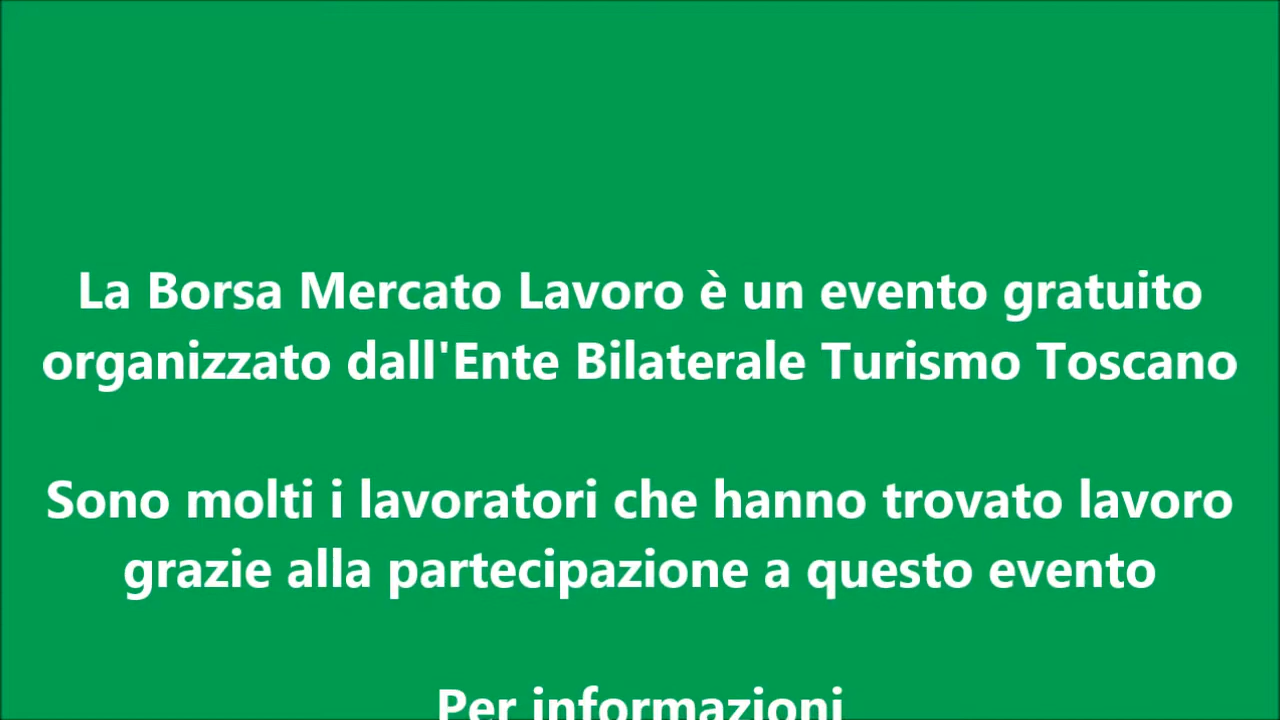 La Borsa Mercato Lavoro è un evento gratuito
organizzato dall'Ente Bilaterale Turismo Toscano
Sono molti i lavoratori che hanno trovato lavoro
grazie alla partecipazione a questo evento
Per informazioni